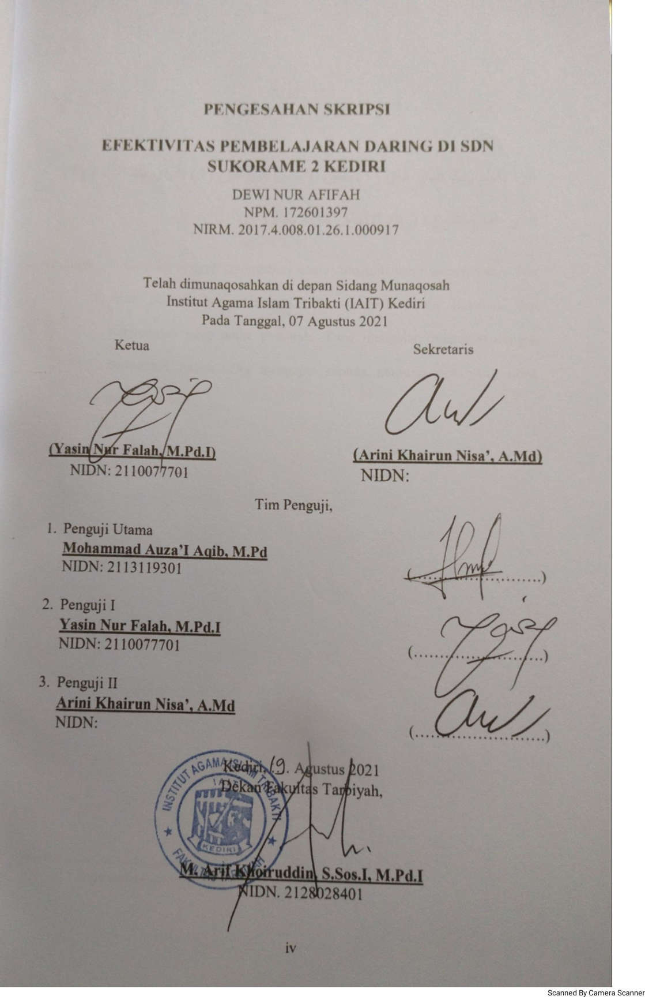 PENGESAHAN SKRIPSI
EFEKTIVITAS PEMBELAJARAN DARING DI SDN
SUKORAME 2 KEDIRI
DEWI NUR AFIFAH
NPM. 172601397
NIRM. 2017.4.008.01.26.1.000917
Telah dimunaqosahkan di depan Sidang Munaqosah
Institut Agama Islam Tribakti (IAIT) Kediri
Pada Tanggal, 07 Agustus 2021
Ketua
Sekretaris
(Yasin Nur Falah, M.Pd.I)
NIDN: 2110077701
(Arini Khairun Nisa’, A.Md)
NIDN:
Tim Penguji,
1. Penguji Utama
Mohammad Auza’I Aqib, M.Pd
NIDN: 2113119301
(..............................)
2. Penguji I
Yasin Nur Falah, M.Pd.I
NIDN: 2110077701
(..............................)
3. Penguji II
Arini Khairun Nisa’, A.Md
NIDN:
(..............................)
Kediri, 19. Agustus 2021
Dekan Fakultas Tarbiyah,
INSTITUT AGAMA ISLAM TRIBAKTI
IAIT
KEDIRI
FAKULTAS TARBIYAH
M. Arif Khoiruddin, S.Sos.I, M.Pd.I
NIDN. 2128028401
iv
Scanned By Camera Scanner